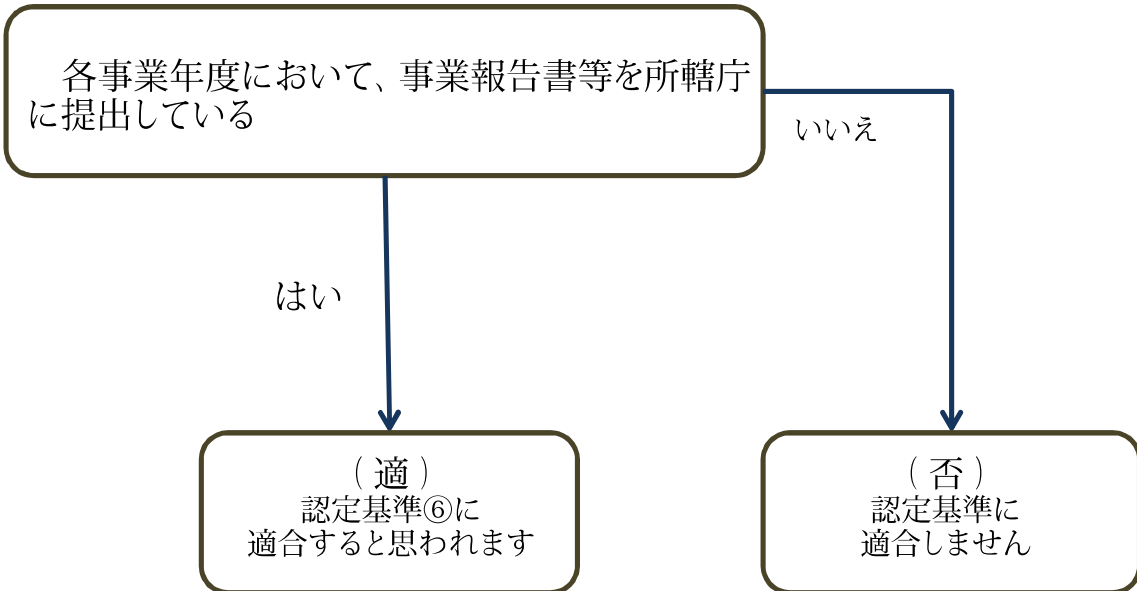 各事業年度において、事業報告書等を所轄庁
に提出している
いいえ
はい
（適）
認定基準⑥に
適合すると思われます
（否）
認定基準に
適合しません